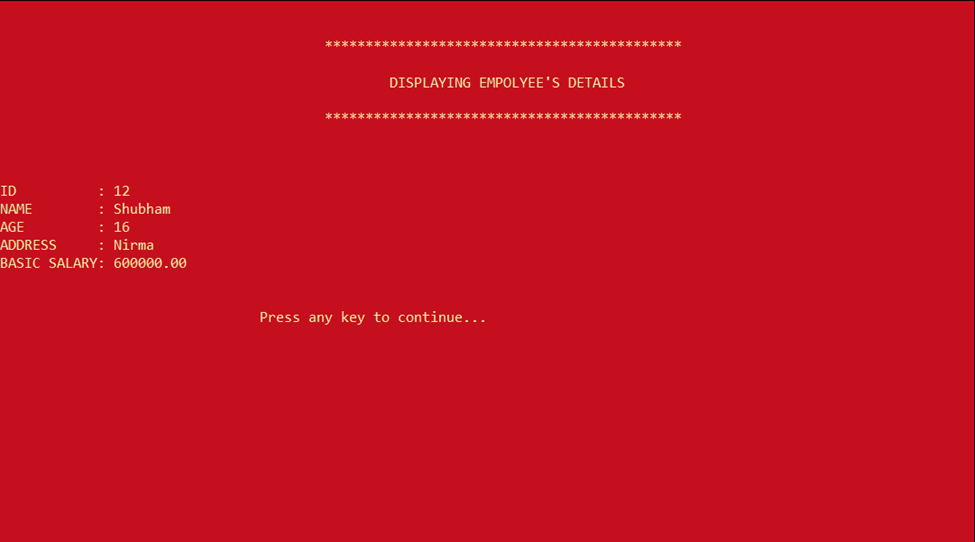 ********************************************
DISPLAYING EMPOLYEE'S DETAILS
********************************************
ID          : 12
NAME        : Shubham
AGE         : 16
ADDRESS     : Nirma
BASIC SALARY: 600000.00
Press any key to continue...